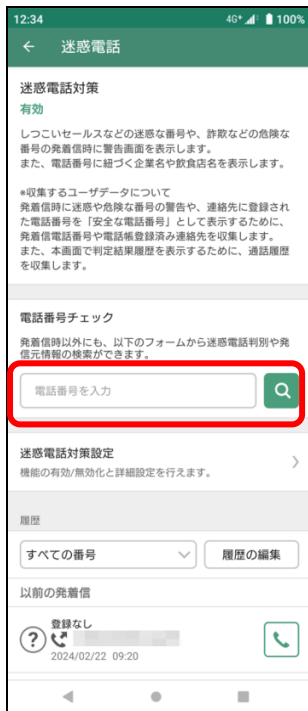 12:34 4G+ 100%
← 迷惑電話
迷惑電話対策
有効
しつこいセールスなどの迷惑な番号や、詐欺などの危険な
番号の発着信時に警告画面を表示します。
また、電話番号に紐づく企業名や飲食店名を表示します。
*収集するユーザデータについて
発着信時に迷惑や危険な番号の警告や、連絡先に登録され
た電話番号を「安全な電話番号」として表示するために、
発着信電話番号や電話帳登録済み連絡先を収集します。
また、本画面で判定結果履歴を表示するために、通話履歴
を収集します。
電話番号チェック
発着信時以外にも、以下のフォームから迷惑電話判別や発
信元情報の検索ができます。
電話番号を入力
迷惑電話対策設定
機能の有効/無効化と詳細設定を行えます。
履歴
すべての番号 履歴の編集
以前の発着信
登録なし
2024/02/22 09:20